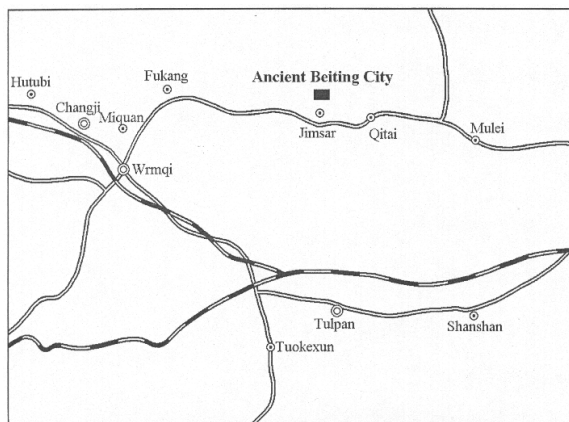 Hutubi
Fukang
Ancient Beiting City
Changji
Miquan
Jimsar
Qitai
Mulei
Wrmqi
Tulpan
Shanshan
Tuokexun